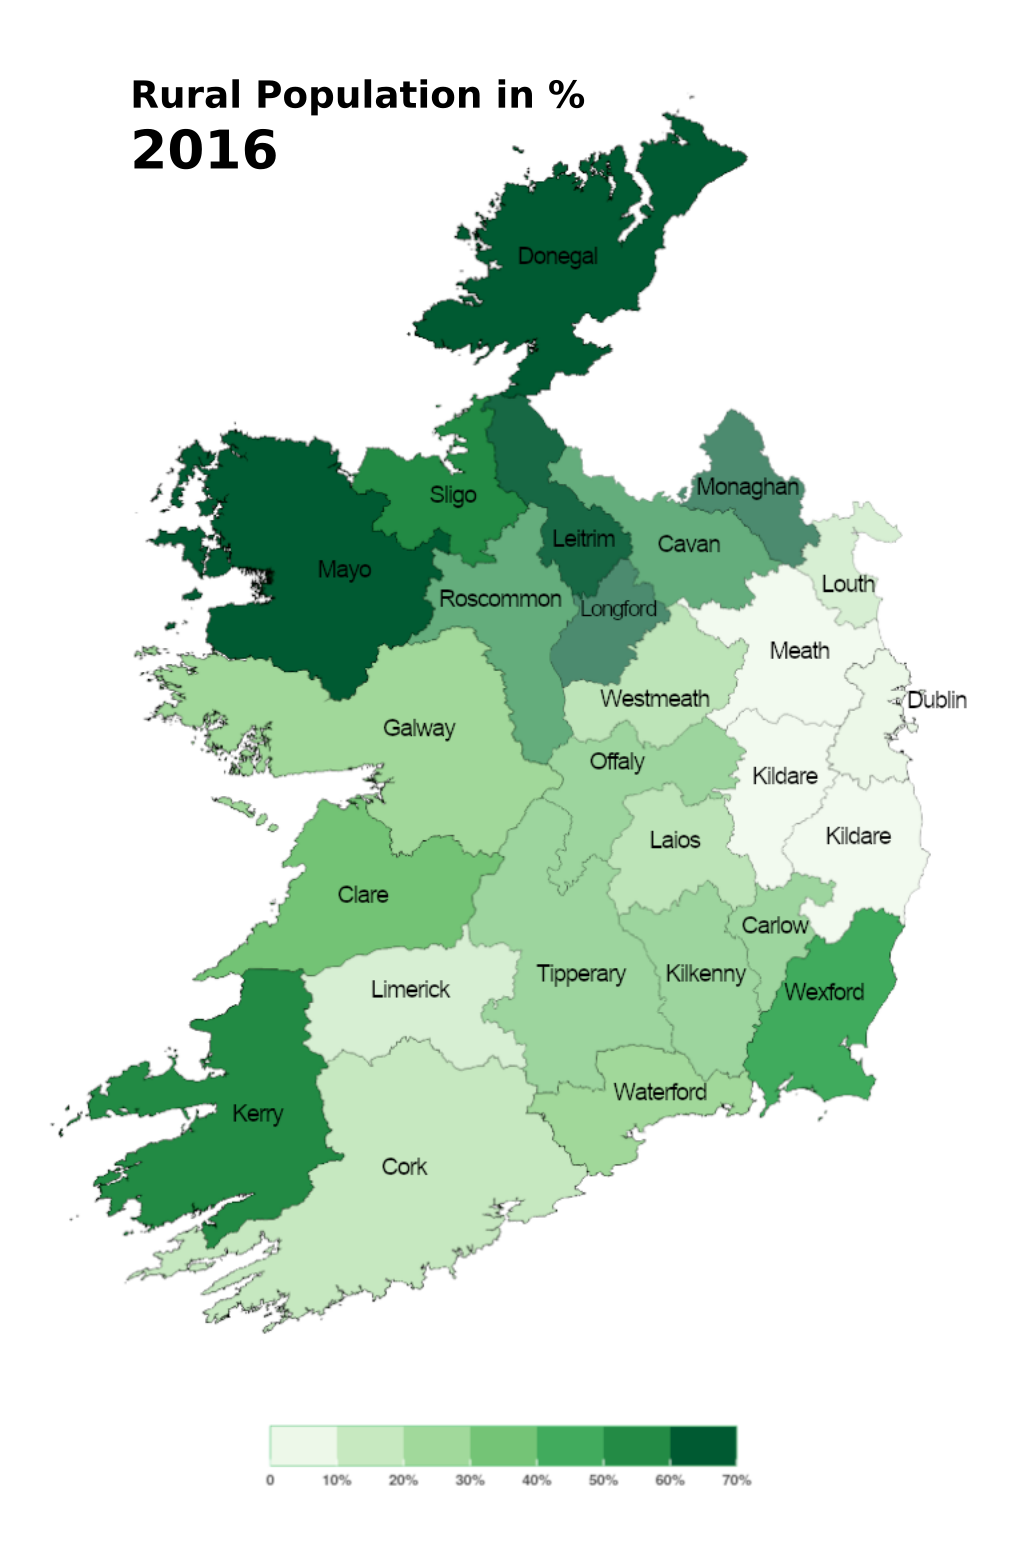 Rural Population in %
2016
Donegal
Monaghan
Sligo
Leitrim
Cavan
Mayo
Louth
Roscommon
Longford
Meath
Westmeath
Dublin
Galway
Offaly
Kildare
Laios
Kildare
Clare
Carlow
Tipperary
Kilkenny
Limerick
Wexford
Waterford
Kerry
Cork
0 10% 20% 30% 40% 50% 60% 70%